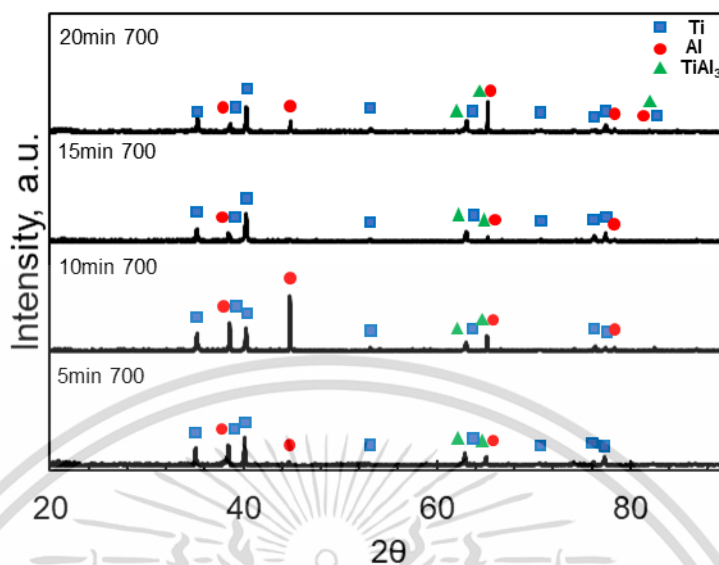 20min 700
Ti
Al
TiAl3
15min 700
10min 700
5min 700
Intensity, a.u.
20 40 60 80
2θ